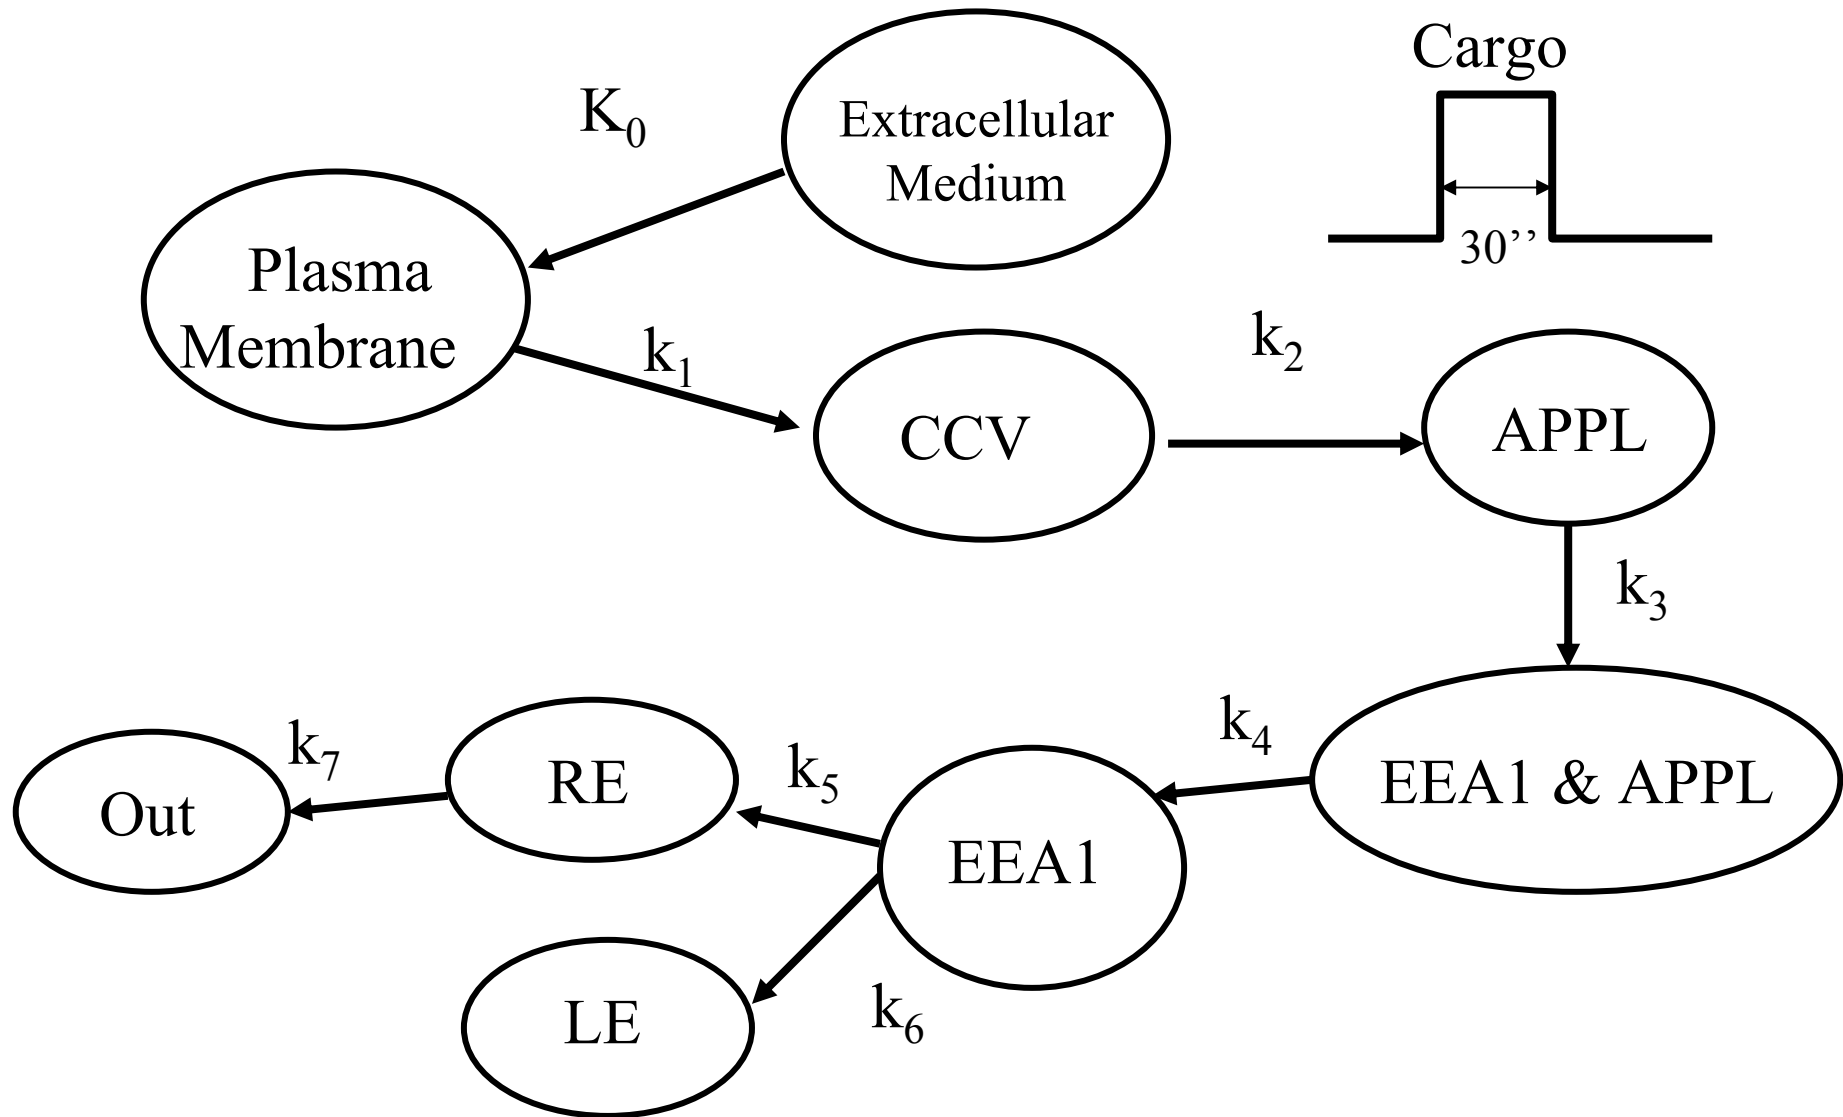 Cargo
K₀
Extracellular
Medium
30’’
Plasma
Membrane
k₁
k₂
CCV
APPL
k₃
k₄
EEA1 & APPL
k₇
RE
k₅
Out
EEA1
LE
k₆